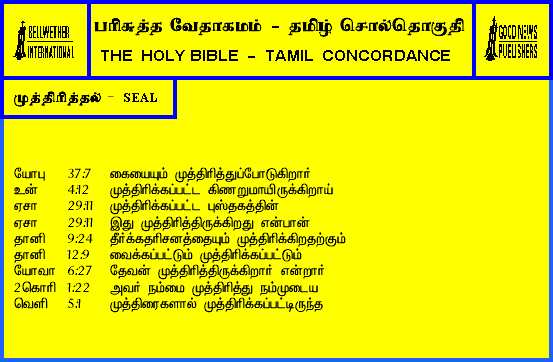 BELLWETHER
INTERNATIONAL
பரிசுத்த வேதாகமம் - தமிழ் சொல்தொகுதி
THE HOLY BIBLE - TAMIL CONCORDANCE
GOOD NEWS
PUBLISHERS
முத்திரித்தல் - SEAL
யோபு 37:7 கையையும் முத்திரித்துப்போடுகிறார்
உன் 4:12 முத்திரிக்கப்பட்ட கிணறுமாயிருக்கிறாய்
ஏசா 29:11 முத்திரிக்கப்பட்ட புஸ்தகத்தின்
ஏசா 29:11 இது முத்திரித்திருக்கிறது என்பான்
தானி 9:24 தீர்க்கதரிசனத்தையும் முத்திரிக்கிறதற்கும்
தானி 12:9 வைக்கப்பட்டும் முத்திரிக்கப்பட்டும்
யோவா 6:27 தேவன் முத்திரித்திருக்கிறார் என்றார்
2கொரி 1:22 அவர் நம்மை முத்திரித்து நம்முடைய
வெளி 5:1 முத்திரைகளால் முத்திரிக்கப்பட்டிருந்த